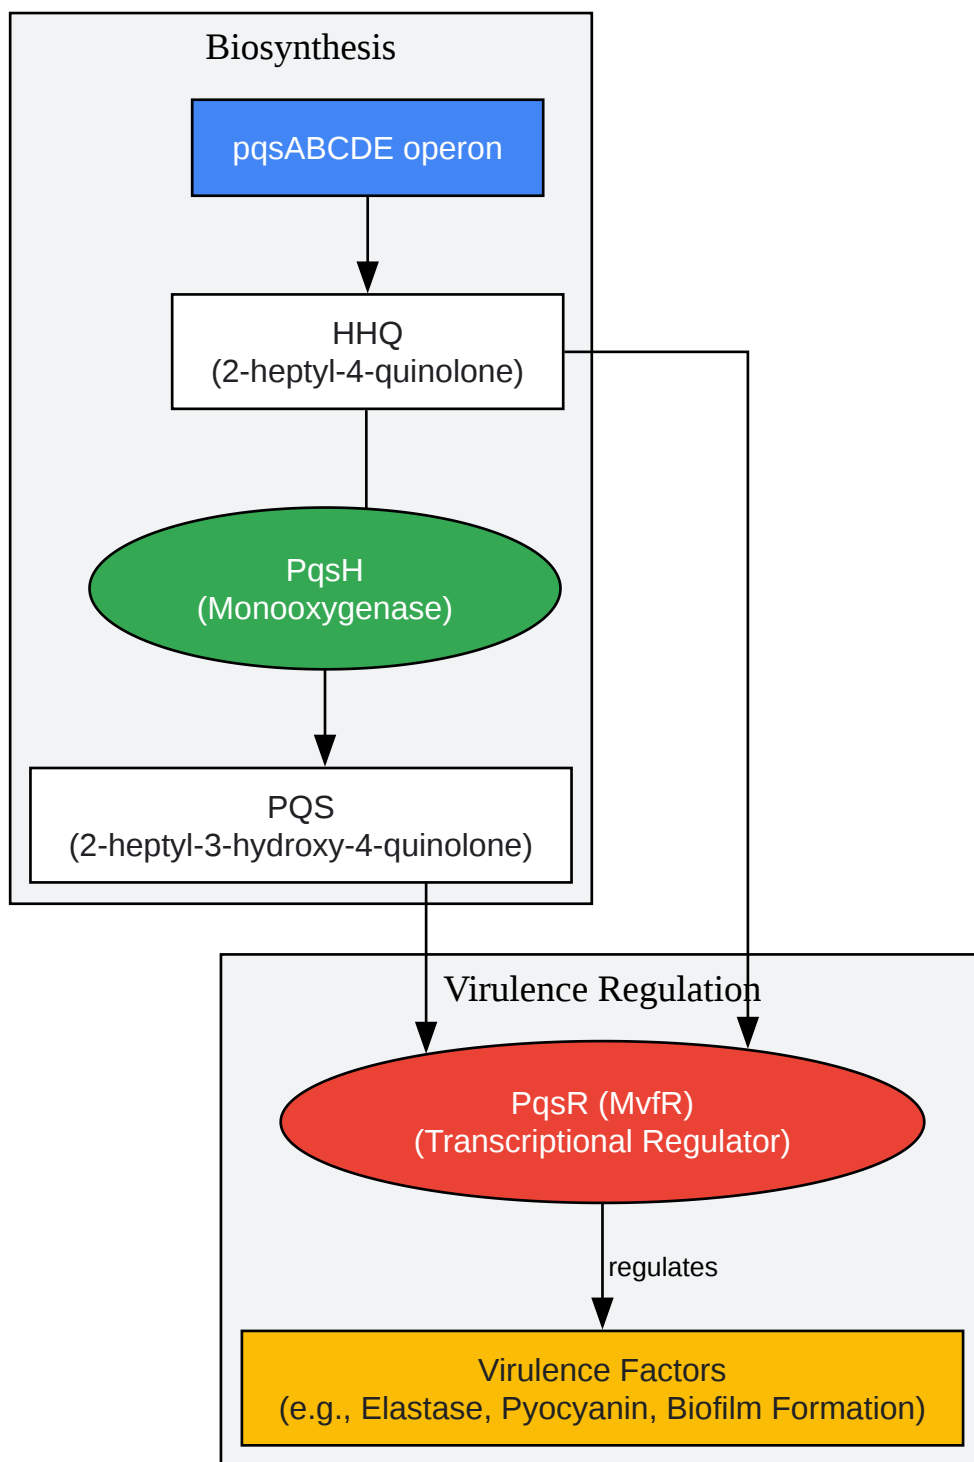 Biosynthesis
pqsABCDE operon
HHQ
(2-heptyl-4-quinolone)
PqsH
(Monooxygenase)
PQS
(2-heptyl-3-hydroxy-4-quinolone)
Virulence Regulation
PqsR (MvfR)
(Transcriptional Regulator)
regulates
Virulence Factors
(e.g., Elastase, Pyocyanin, Biofilm Formation)